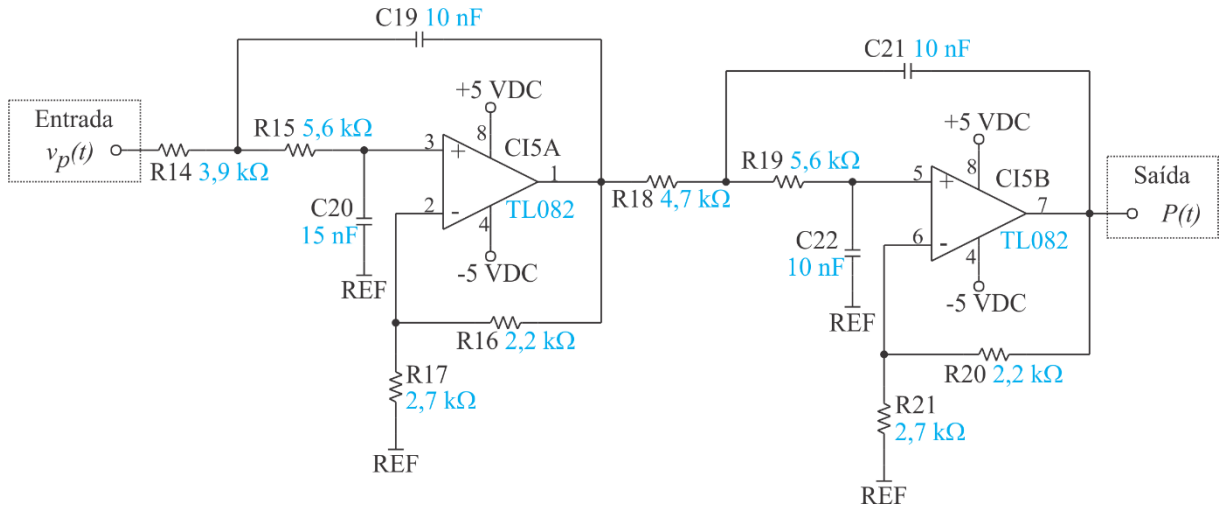 C19 10 nF
C21 10 nF
+5 VDC
+5 VDC
Entrada
vp(t)
R15 5,6 kΩ
R14 3,9 kΩ
3
+
8
CI5A
1
2
-
4
TL082
C20
15 nF
-5 VDC
REF
R18 4,7 kΩ
R19 5,6 kΩ
5
+
8
CI5B
7
6
-
4
TL082
Saída
P(t)
C22
10 nF
-5 VDC
REF
R16 2,2 kΩ
R17
2,7 kΩ
REF
R20 2,2 kΩ
R21
2,7 kΩ
REF